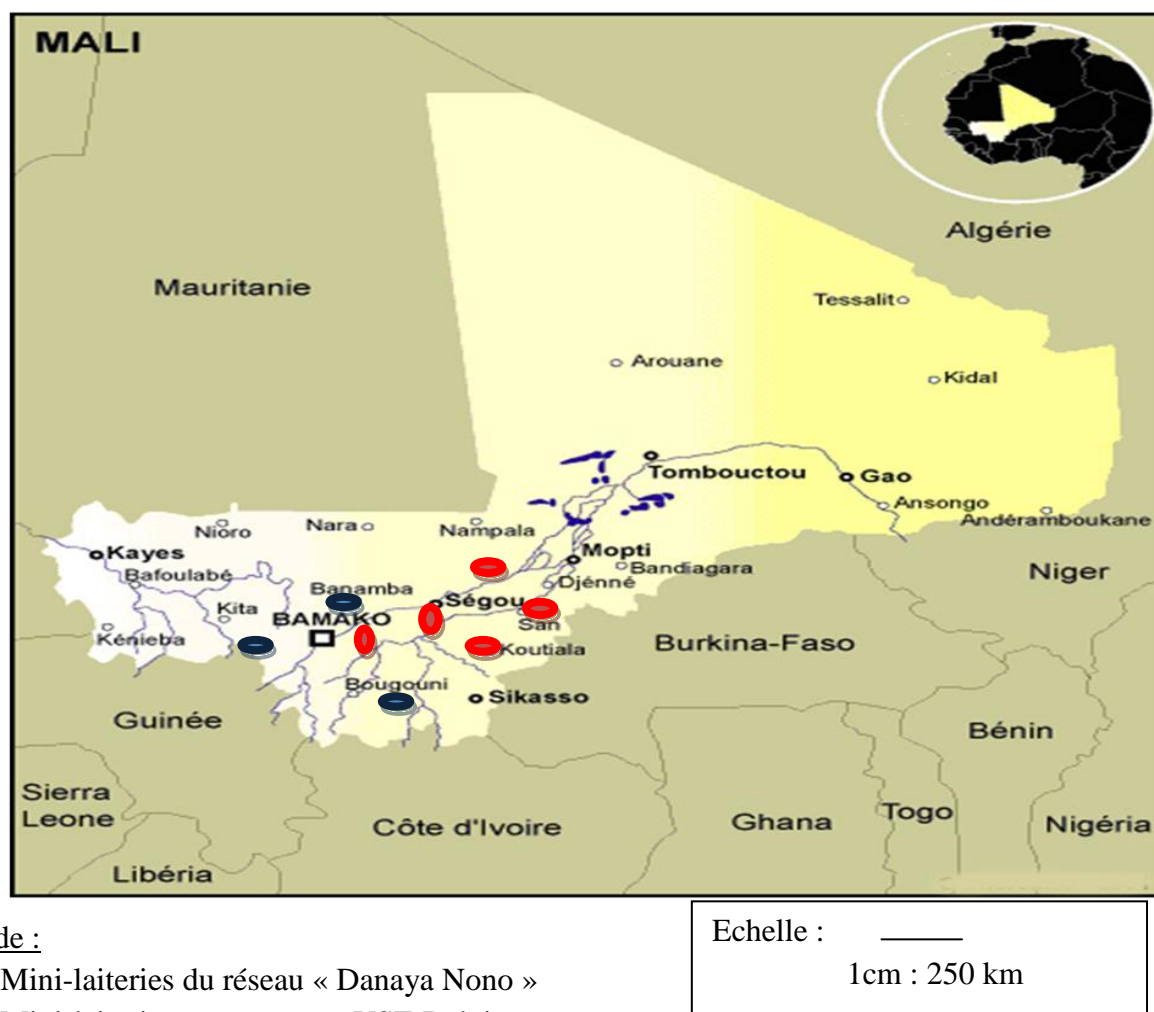 MALI
Algérie
Mauritanie
Tessalit
Arouane
Kidal
Tombouctou
Gao
Ansongo
Andéramboukane
Nioro
Nara
Nampala
Kayes
Mopti
Bafoulabé
Bandiagara
Djénné
Niger
Banamba
Kita
Ségou
BAMAKO
San
Kénieba
Koutiala
Burkina-Faso
Bougouni
Sikasso
Guinée
Bénin
Sierra
Leone
Côte d'Ivoire
Ghana
Togo
Nigéria
Libéria
de :
Mini-laiteries du réseau « Danaya Nono »
Echelle :
1cm : 250 km